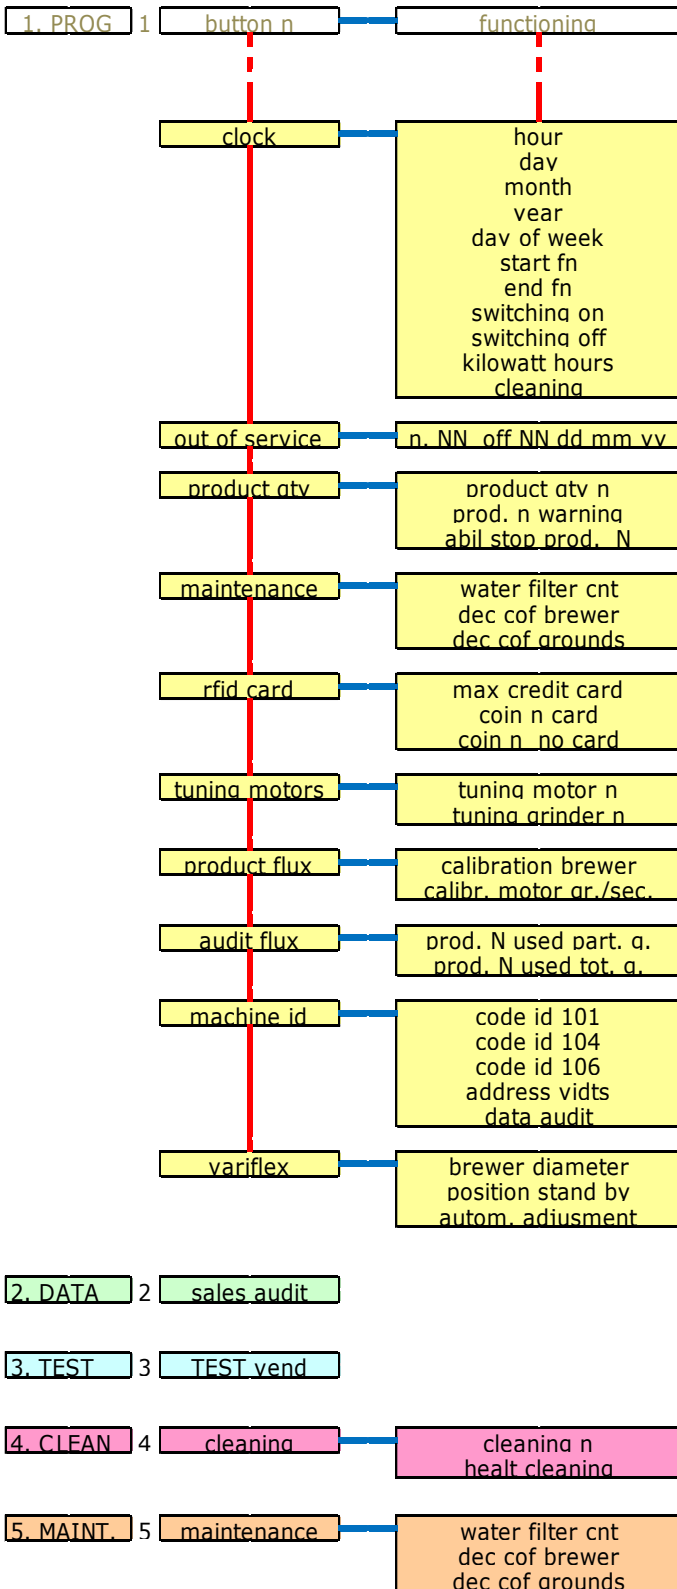 1. PROG 1 button n functioning
clock hour
day
month
year
day of week
start fn
end fn
switching on
switching off
kilowatt hours
cleaning
out of service n. NN off NN dd mm yy
product qty product qty n
prod. n warning
abil stop prod. N
maintenance water filter cnt
dec cof brewer
dec cof grounds
rfid card max credit card
coin n card
coin n no card
tuning motors tuning motor n
tuning grinder n
product flux calibration brewer
calibr. motor gr./sec.
audit flux prod. N used part. g.
prod. N used tot. g.
machine id code id 101
code id 104
code id 106
address vidts
data audit
variflex brewer diameter
position stand by
autom. adjusment
2. DATA 2 sales audit
3. TEST 3 TEST vend
4. CLEAN 4 cleaning cleaning n
healt cleaning
5. MAINT. 5 maintenance water filter cnt
dec cof brewer
dec cof grounds